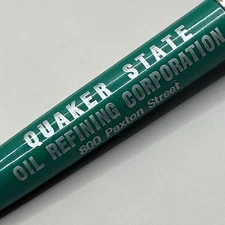 QUAKER STATE
OIL REFINING CORPORATION
800 Paxton Street